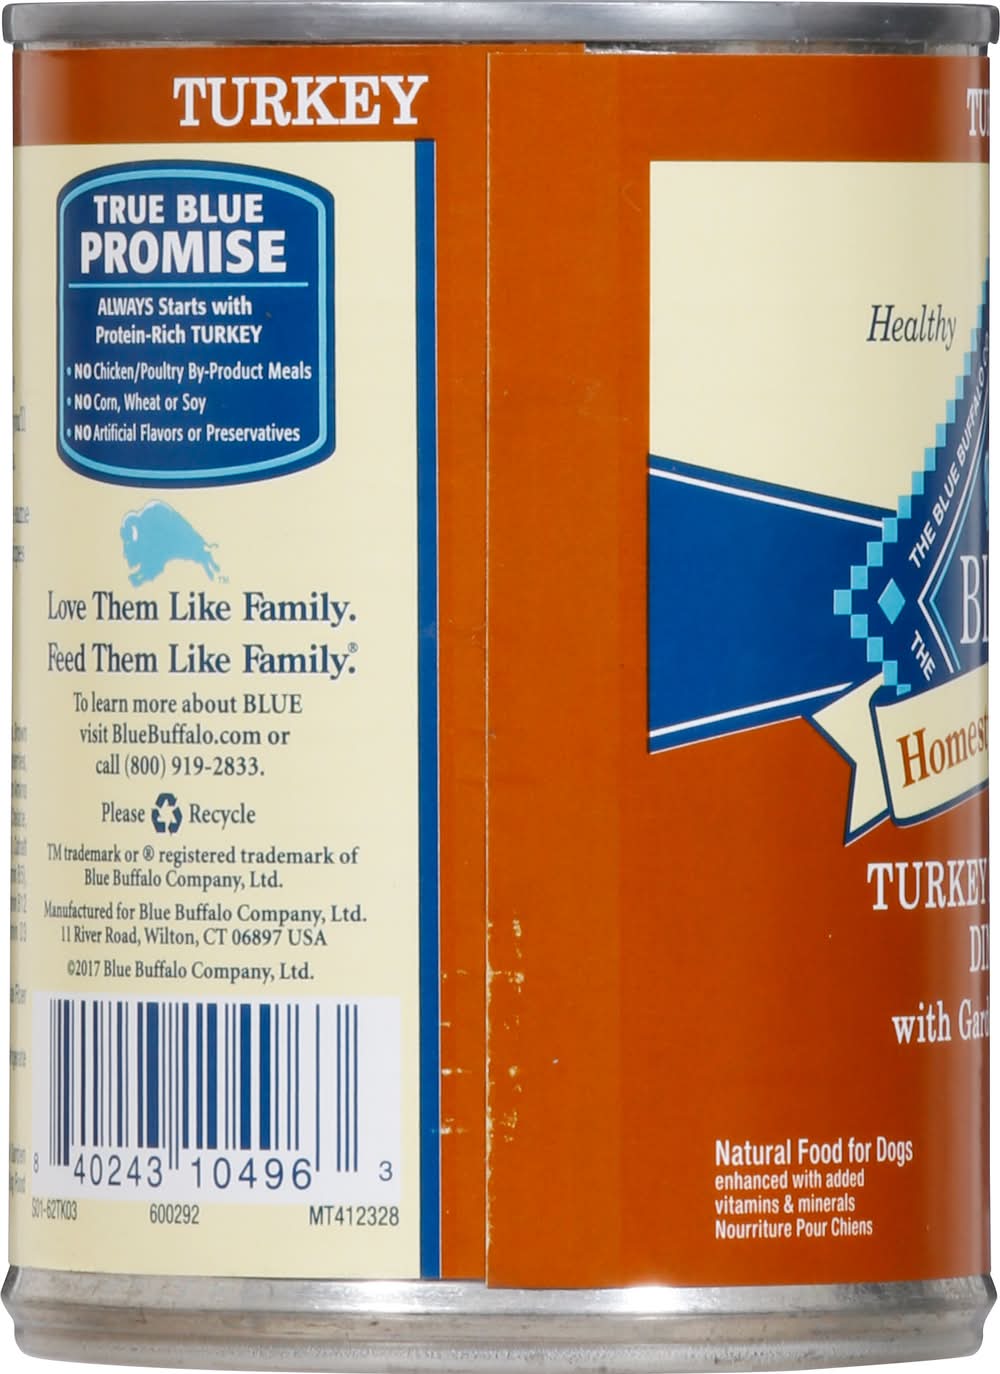 TURKEY
TRUE BLUE
PROMISE
ALWAYS Starts with
Protein-Rich TURKEY
• NO Chicken/Poultry By-Product Meals
• NO Corn, Wheat or Soy
• NO Artificial Flavors or Preservatives
TM
Love Them Like Family.
Feed Them Like Family.®
To learn more about BLUE
visit BlueBuffalo.com or
call (800) 919-2833.
Please Recycle
TM trademark or ® registered trademark of
Blue Buffalo Company, Ltd.
Manufactured for Blue Buffalo Company, Ltd.
11 River Road, Wilton, CT 06897 USA
©2017 Blue Buffalo Company, Ltd.
8 40243 10496 3
S01-62TK03 600292 MT412328
Healthy
THE BLUE BUFFALO
THE
TURKEY
with
Natural Food for Dogs
enhanced with added
vitamins & minerals
Nourriture Pour Chiens